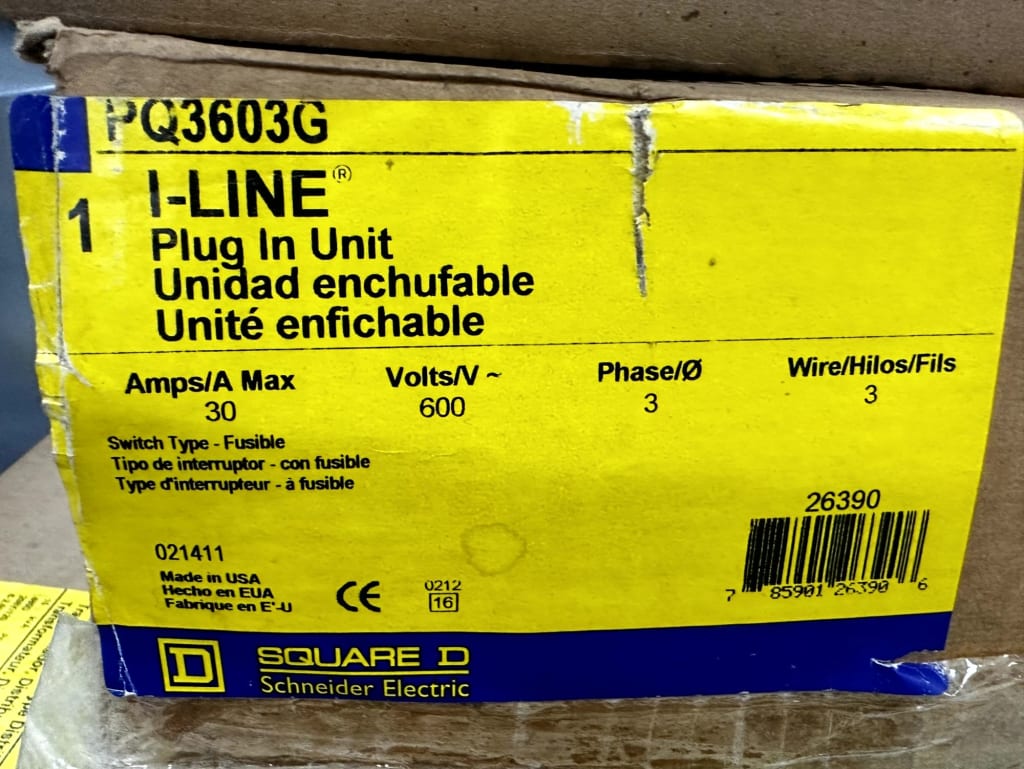 PQ3603G
1
I-LINE®
Plug In Unit
Unidad enchufable
Unité enfichable
Amps/A Max Volts/V ~ Phase/Ø Wire/Hilos/Fils
30 600 3 3
Switch Type - Fusible
Tipo de interruptor - con fusible
Type d'interrupteur - à fusible
26390
021411
Made in USA
Hecho en EUA
Fabrique en E'-U
CE
0212
16
7 85901 26390 6
D SQUARE D
Schneider Electric